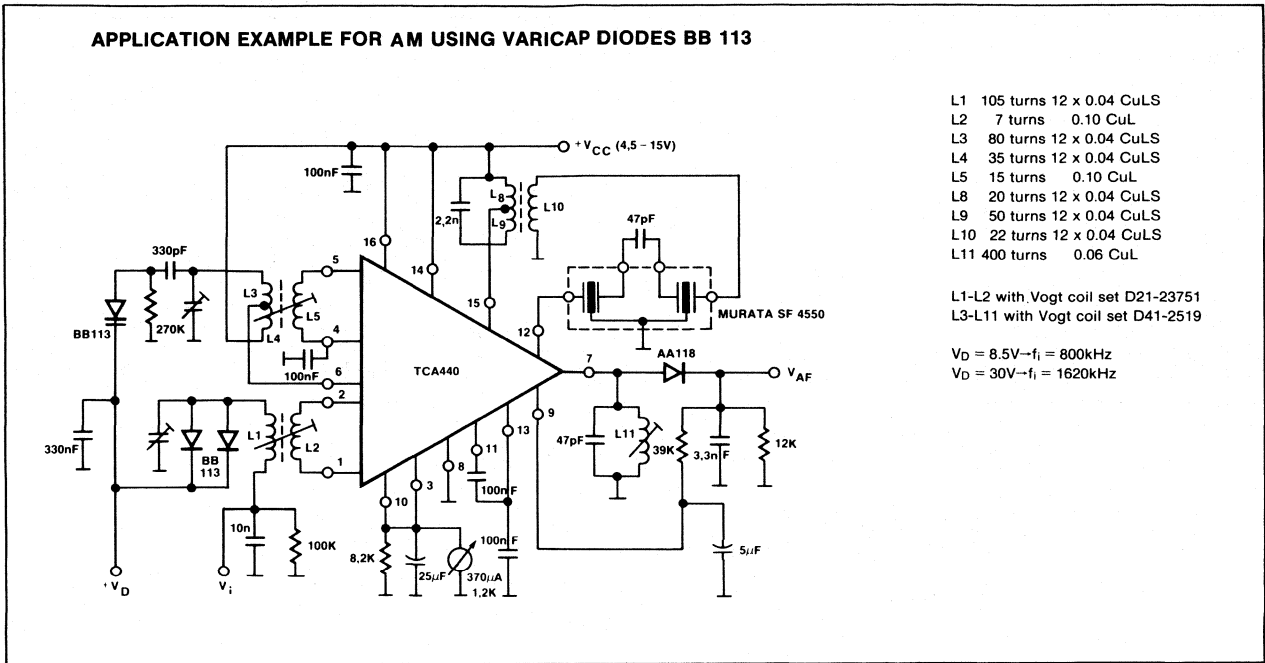 APPLICATION EXAMPLE FOR AM USING VARICAP DIODES BB 113
L1 105 turns 12 x 0.04 CuLS
L2 7 turns 0.10 CuL
L3 80 turns 12 x 0.04 CuLS
L4 35 turns 12 x 0.04 CuLS
L5 15 turns 0.10 CuL
L8 20 turns 12 x 0.04 CuLS
L9 50 turns 12 x 0.04 CuLS
L10 22 turns 12 x 0.04 CuLS
L11 400 turns 0.06 CuL
L1-L2 with Vogt coil set D21-23751
L3-L11 with Vogt coil set D41-2519
VD = 8.5V→fi = 800kHz
VD = 30V→fi = 1620kHz
+VCC (4,5 – 15V)
100nF
L8
L10
2,2n
L9
47pF
16
330pF
5
14
L3
L5
15
MURATA SF 4550
BB113
270K
L4
4
12
100nF
6
TCA440
7
AA118
VAF
2
9
330nF
L1
L2
BB
113
47pF
L11
39K
3,3nF
12K
1
11
13
8
10
3
100nF
10n
100K
8,2K
25µF
370µA
1,2K
100nF
5µF
+VD
Vi